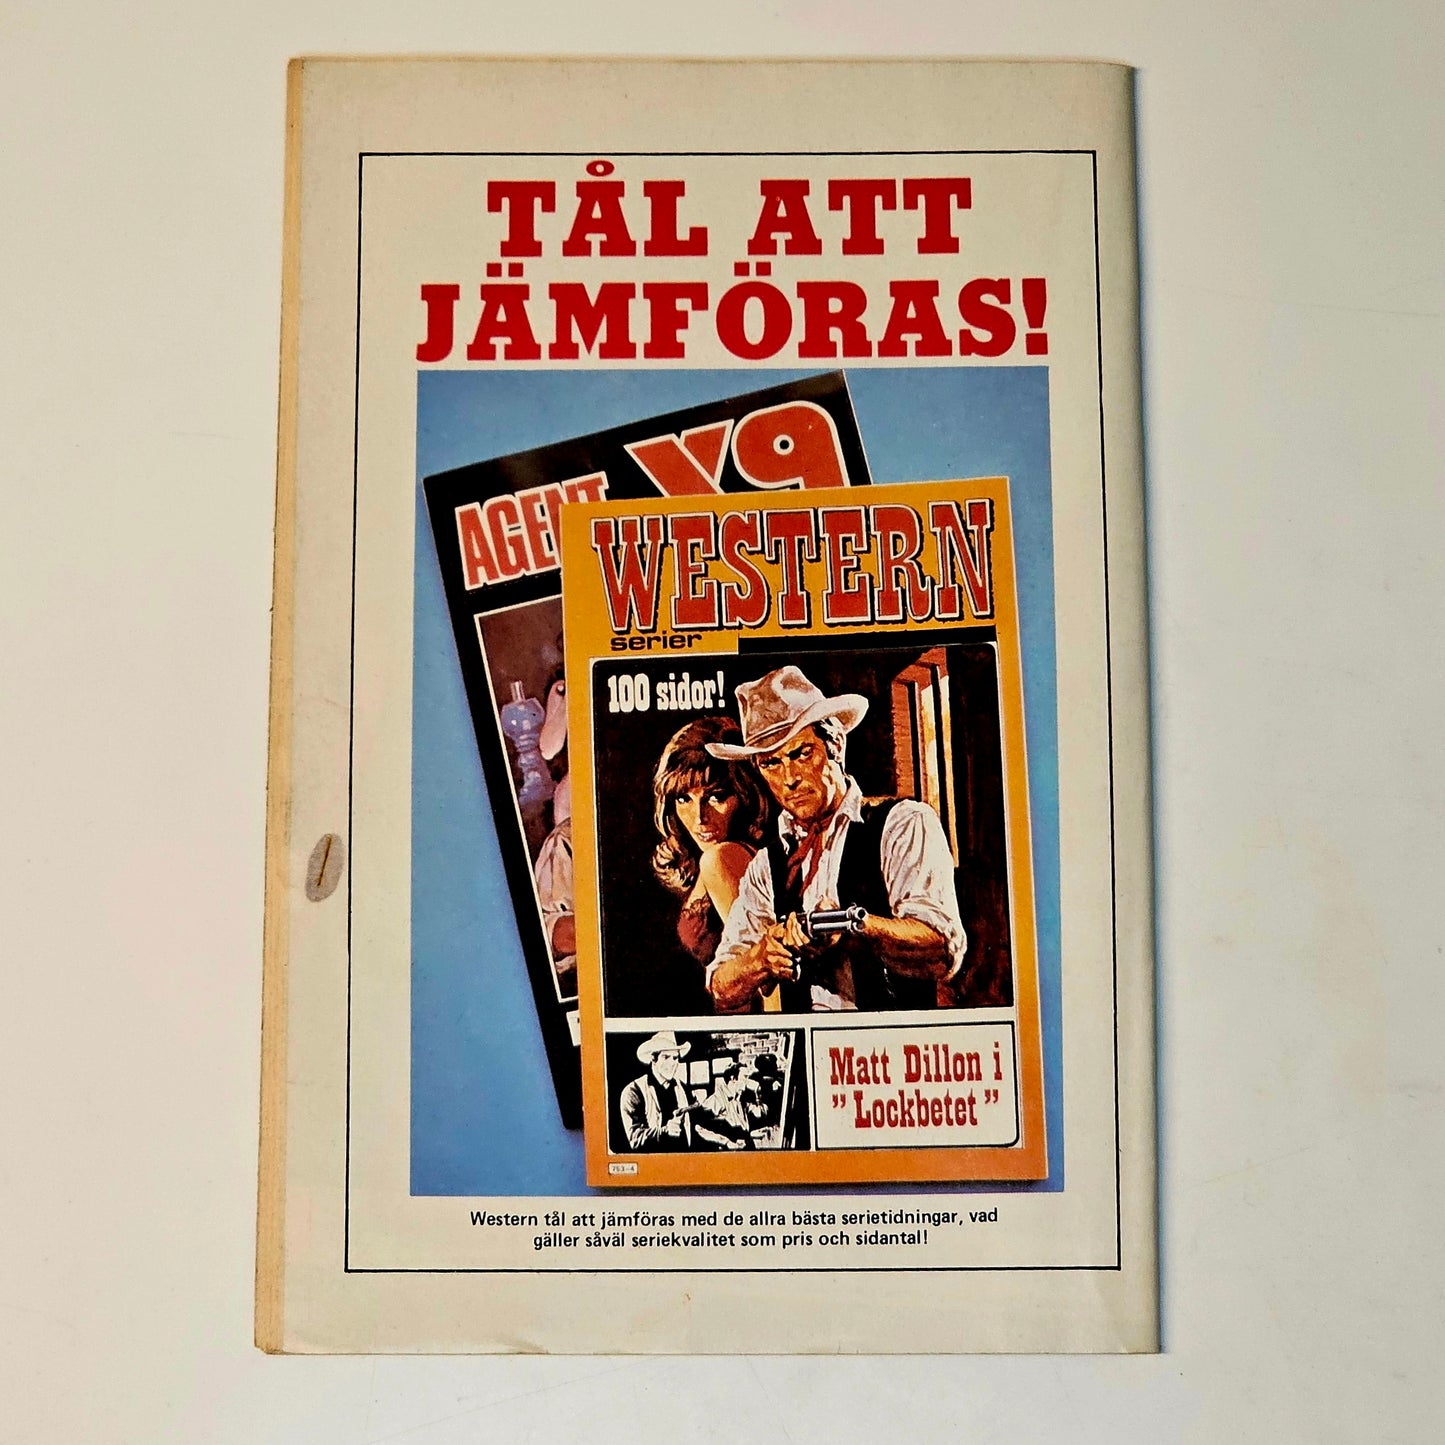 TÅL ATT
JÄMFÖRAS!
AGENT X9
WESTERN
serier
100 sidor!
Matt Dillon i
"Lockbetet"
753-4
Western tål att jämföras med de allra bästa serietidningar, vad
gäller såväl seriekvalitet som pris och sidantal!